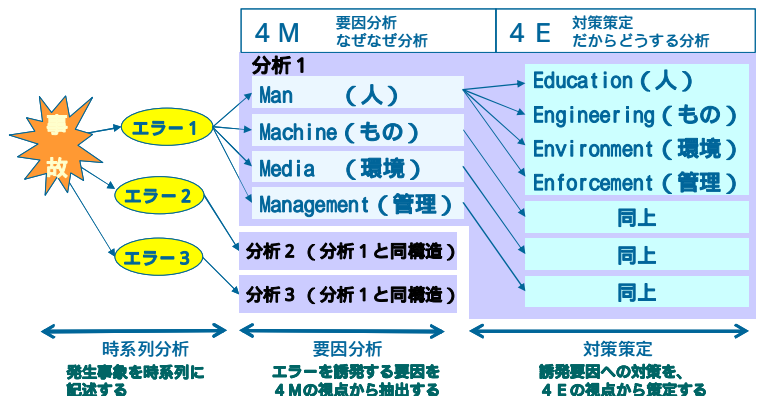 ４Ｍ
要因分析
なぜなぜ分析
４Ｅ
対策策定
だからどうする分析
分析１
事
故
エラー１
エラー２
エラー３
Man （人）
Machine（もの）
Media （環境）
Management（管理）
分析２（分析１と同構造）
分析３（分析１と同構造）
Education（人）
Engineering（もの）
Environment（環境）
Enforcement（管理）
同上
同上
同上
時系列分析
発生事象を時系列に
記述する
要因分析
エラーを誘発する要因を
４Ｍの視点から抽出する
対策策定
誘発要因への対策を、
４Ｅの視点から策定する